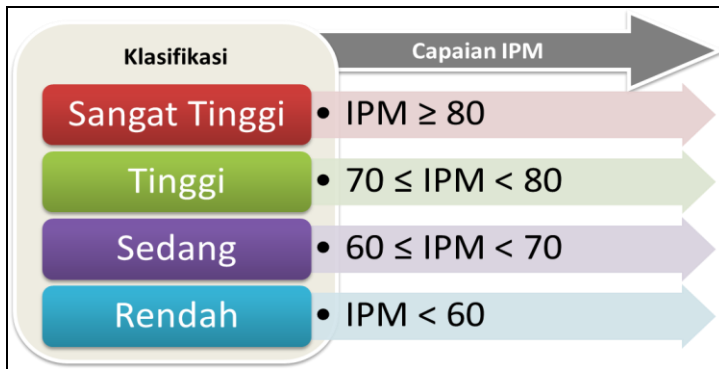 Klasifikasi
Capaian IPM
Sangat Tinggi
• IPM ≥ 80
Tinggi
• 70 ≤ IPM < 80
Sedang
• 60 ≤ IPM < 70
Rendah
• IPM < 60